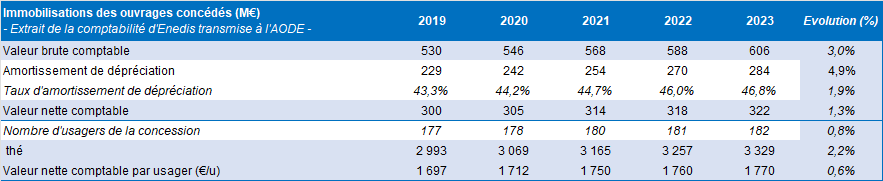 Immobilisations des ouvrages concédés (M€) 2019 2020 2021 2022 2023 Evolution (%)
- Extrait de la comptabilité d'Enedis transmise à l'AODE -
Valeur brute comptable 530 546 568 588 606 3,0%
Amortissement de dépréciation 229 242 254 270 284 4,9%
Taux d'amortissement de dépréciation 43,3% 44,2% 44,7% 46,0% 46,8% 1,9%
Valeur nette comptable 300 305 314 318 322 1,3%
Nombre d'usagers de la concession 177 178 180 181 182 0,8%
thé 2 993 3 069 3 165 3 257 3 329 2,2%
Valeur nette comptable par usager (€/u) 1 697 1 712 1 750 1 760 1 770 0,6%